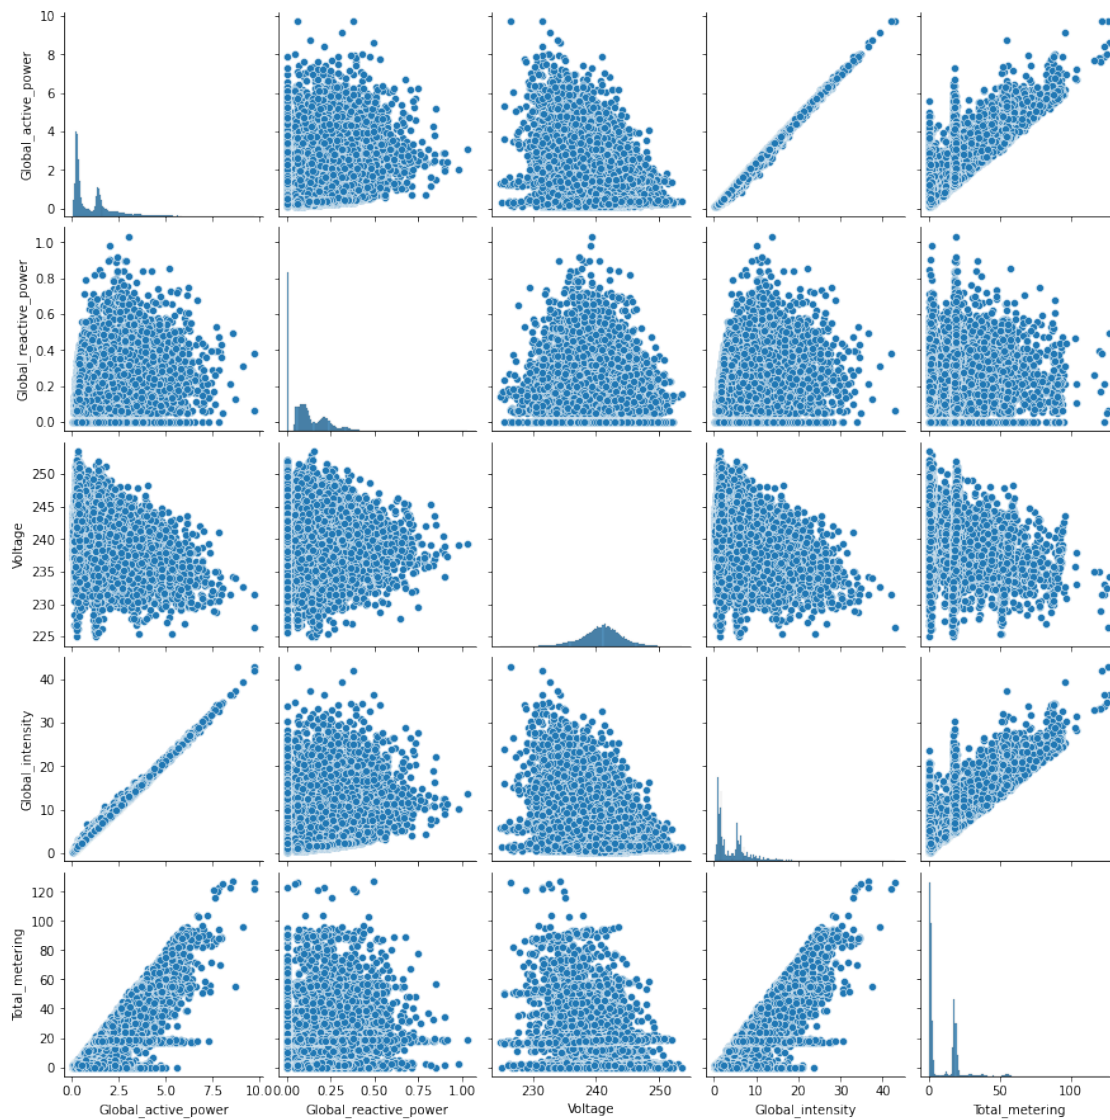 10
8
6
4
2
0
Global_active_power
1.0
0.8
0.6
0.4
0.2
0.0
Global_reactive_power
250
245
240
235
230
225
Voltage
40
30
20
10
0
Global_intensity
120
100
80
60
40
20
0
Total_metering
0.0 2.5 5.0 7.5 10.0
Global_active_power
0.00 0.25 0.50 0.75 1.00
Global_reactive_power
230 240 250
Voltage
0 10 20 30 40
Global_intensity
0 50 100
Total_metering